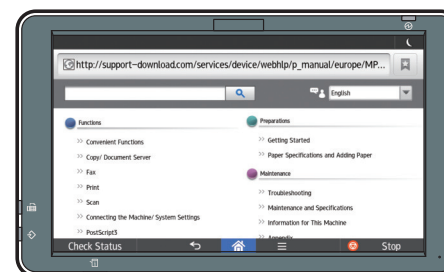 http://support-download.com/services/device/webhlp/p_manual/europe/MP...
English
Functions
Convenient Functions
Copy/ Document Server
Fax
Print
Scan
Connecting the Machine/ System Settings
PostScript3
Preparations
Getting Started
Paper Specifications and Adding Paper
Maintenance
Troubleshooting
Maintenance and Specifications
Information for This Machine
Appendix
Check Status
Stop